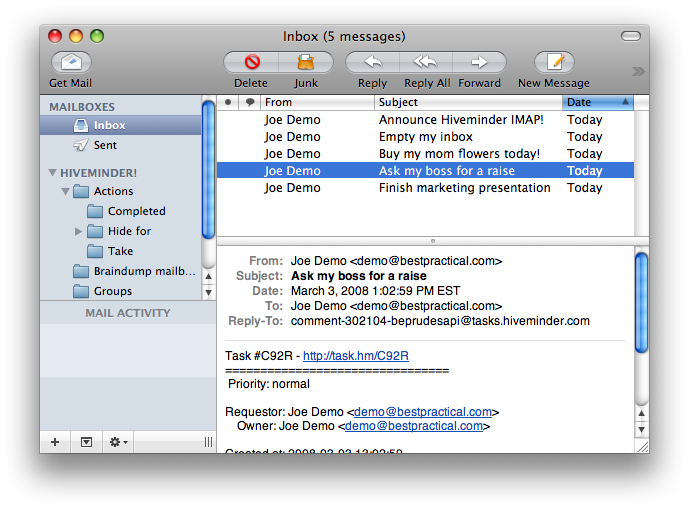 Inbox (5 messages)
Get Mail Delete Junk Reply Reply All Forward New Message
MAILBOXES
Inbox
Sent
HIVEMINDER!
Actions
Completed
Hide for
Take
Braindump mailb...
Groups
MAIL ACTIVITY
From Subject Date
Joe Demo Announce Hiveminder IMAP! Today
Joe Demo Empty my inbox Today
Joe Demo Buy my mom flowers today! Today
Joe Demo Ask my boss for a raise Today
Joe Demo Finish marketing presentation Today
From: Joe Demo <demo@bestpractical.com>
Subject: Ask my boss for a raise
Date: March 3, 2008 1:02:59 PM EST
To: Joe Demo <demo@bestpractical.com>
Reply-To: comment-302104-beprudesapi@tasks.hiveminder.com
Task #C92R - http://task.hm/C92R
==============================
Priority: normal
Requestor: Joe Demo <demo@bestpractical.com>
Owner: Joe Demo <demo@bestpractical.com>
Created at: 2008-03-03 13:02:59